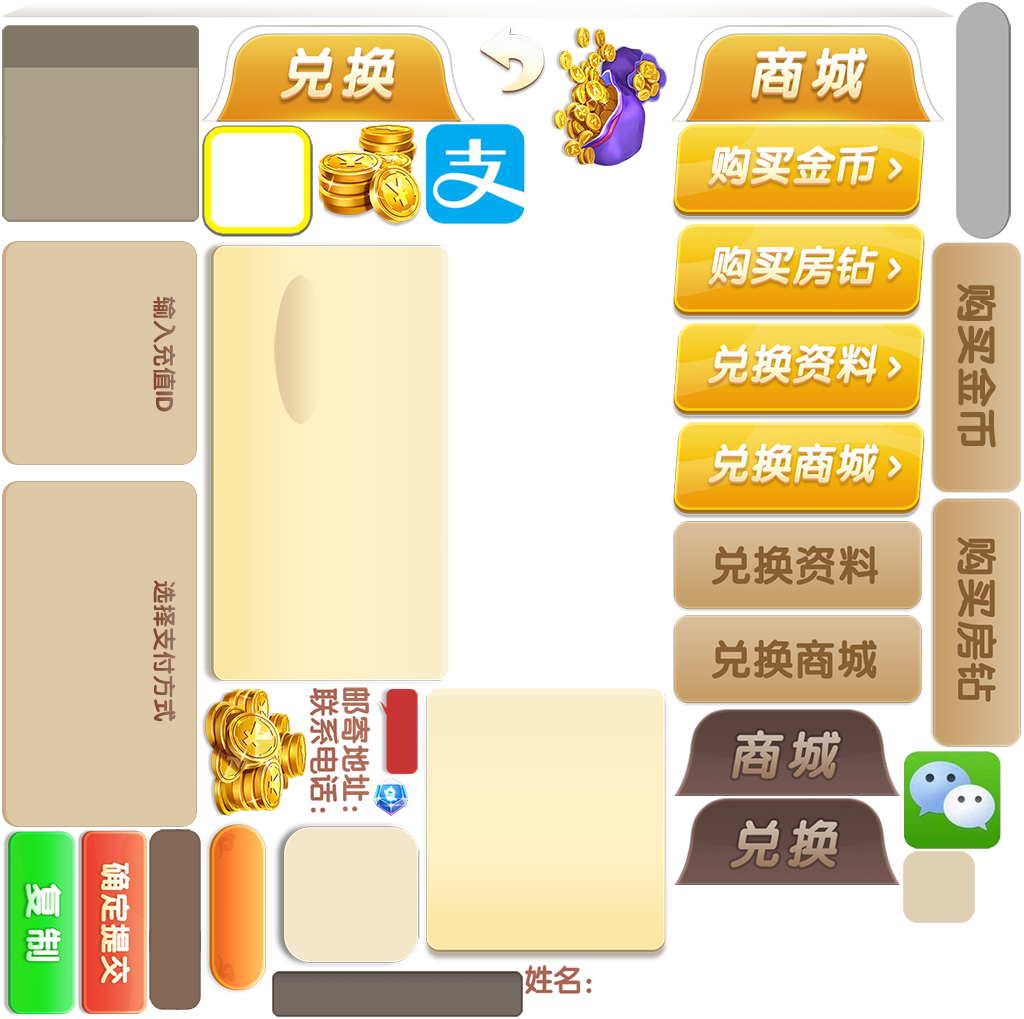 兑换
商城
支
购买金币
购买房钻
兑换资料
兑换商城
兑换资料
兑换商城
商城
兑换
购买金币
购买房钻
输入充值ID
选择支付方式
邮寄地址:
联系电话:
复制
确定提交
姓名: